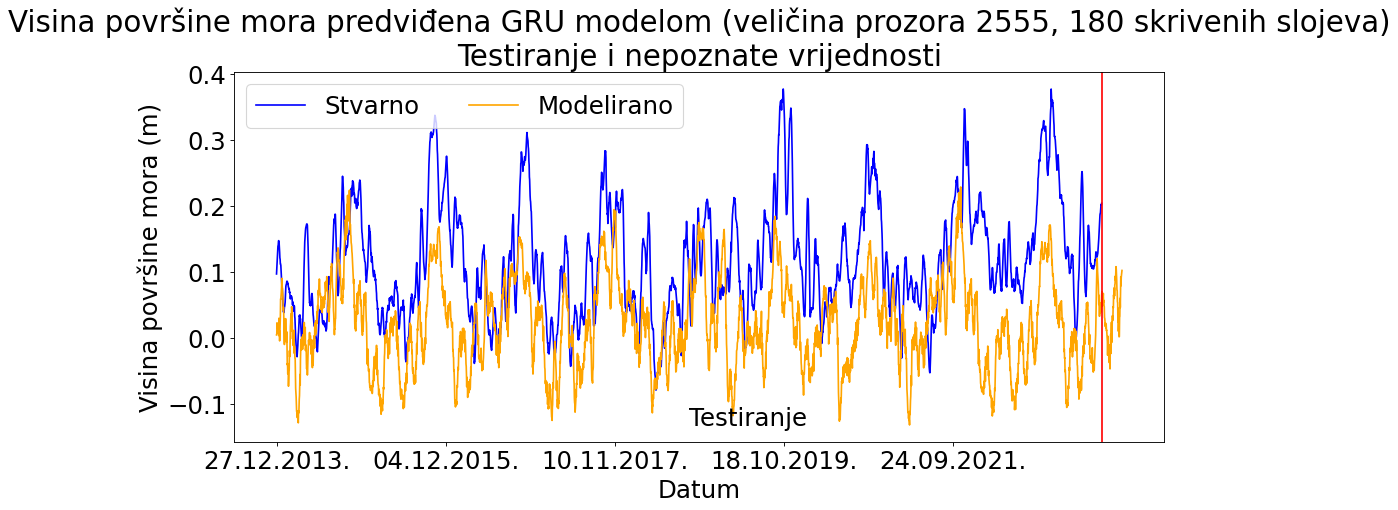 Visina površine mora predviđena GRU modelom (veličina prozora 2555, 180 skrivenih slojeva)
Testiranje i nepoznate vrijednosti
Visina površine mora (m)
0.4
0.3
0.2
0.1
0.0
−0.1
Stvarno
Modelirano
Testiranje
27.12.2013.
04.12.2015.
10.11.2017.
18.10.2019.
24.09.2021.
Datum